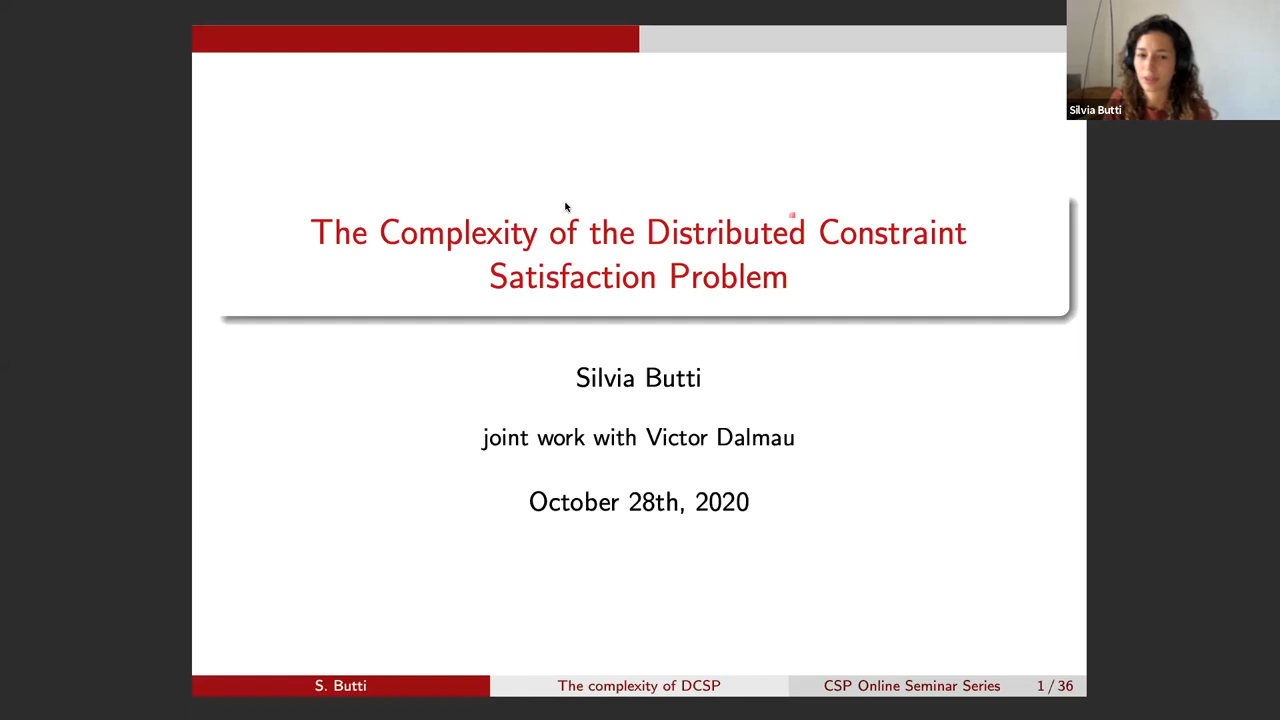 Silvia Butti
The Complexity of the Distributed Constraint
Satisfaction Problem
Silvia Butti
joint work with Victor Dalmau
October 28th, 2020
S. Butti
The complexity of DCSP
CSP Online Seminar Series
1 / 36